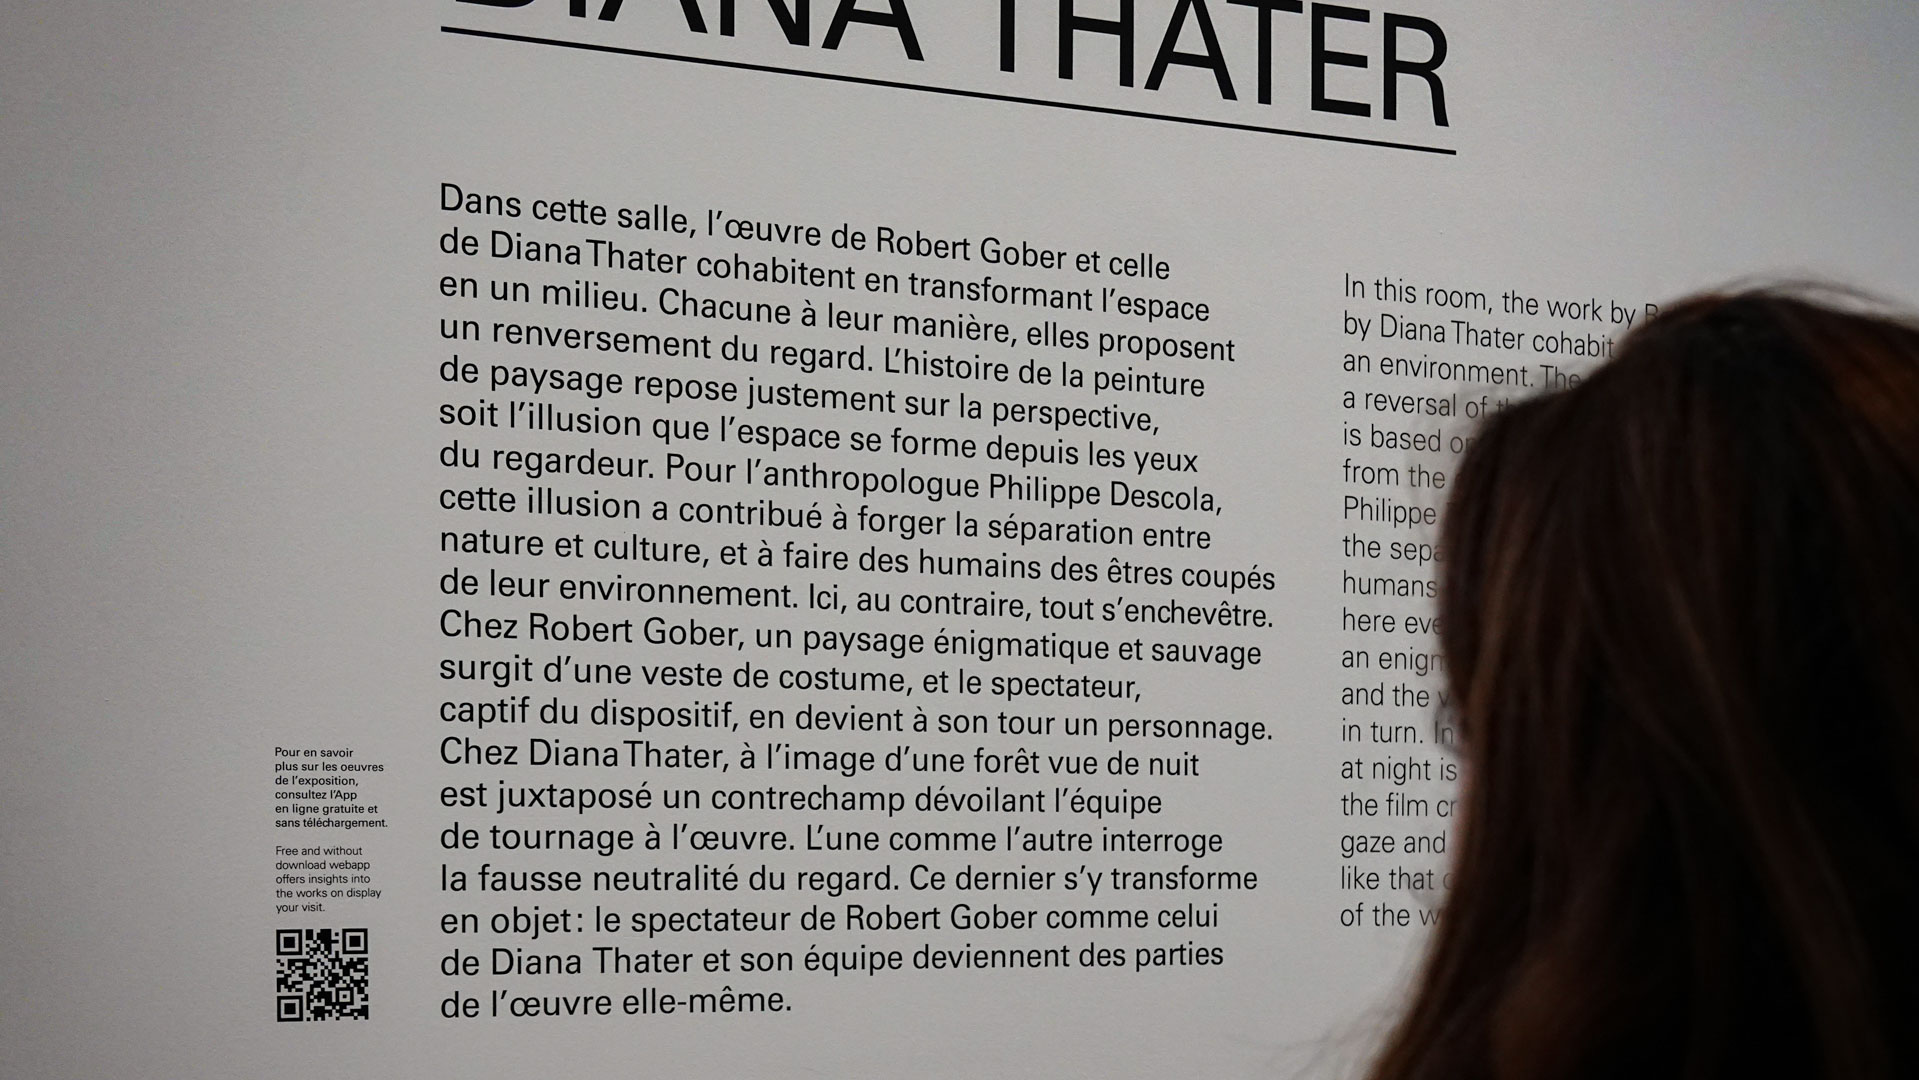 DIANA THATER
Dans cette salle, l’œuvre de Robert Gober et celle
de Diana Thater cohabitent en transformant l’espace
en un milieu. Chacune à leur manière, elles proposent
un renversement du regard. L’histoire de la peinture
de paysage repose justement sur la perspective,
soit l’illusion que l’espace se forme depuis les yeux
du regardeur. Pour l’anthropologue Philippe Descola,
cette illusion a contribué à forger la séparation entre
nature et culture, et à faire des humains des êtres coupés
de leur environnement. Ici, au contraire, tout s’enchevêtre.
Chez Robert Gober, un paysage énigmatique et sauvage
surgit d’une veste de costume, et le spectateur,
captif du dispositif, en devient à son tour un personnage.
Chez Diana Thater, à l’image d’une forêt vue de nuit
est juxtaposé un contrechamp dévoilant l’équipe
de tournage à l’œuvre. L’une comme l’autre interroge
la fausse neutralité du regard. Ce dernier s’y transforme
en objet : le spectateur de Robert Gober comme celui
de Diana Thater et son équipe deviennent des parties
de l’œuvre elle-même.
In this room, the work by
by Diana Thater cohabit
an environment. The
a reversal of
is based
from the
Philippe
the
humans
here
an
and the
in turn. In
at night is
the film
gaze and
like that
of the
Pour en savoir
plus sur les oeuvres
de l’exposition,
consultez l’App
en ligne gratuite et
sans téléchargement.
Free and without
download webapp
offers insights into
the works on display
your visit.